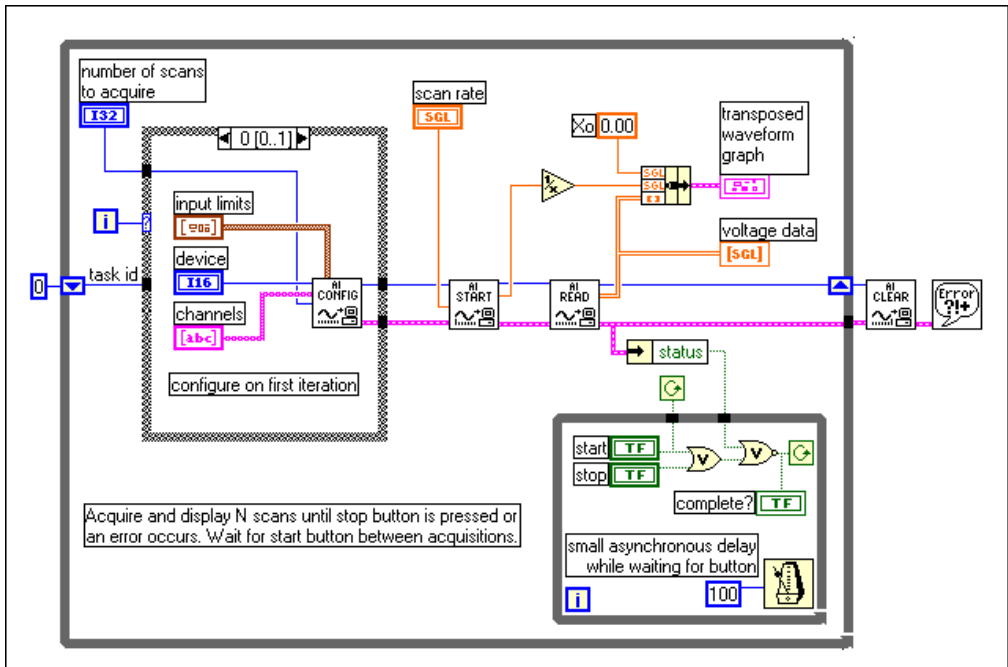 number of scans
to acquire
I32
scan rate
SGL
0 [0..1]
Xo 0.00
transposed
waveform
graph
1/x
SGL
SGL
[ ]
i
?
input limits
voltage data
[SGL]
device
I16
0
task id
AI
CONFIG
AI
START
AI
READ
AI
CLEAR
Error
?!+
channels
[abc]
status
configure on first iteration
start
TF
stop
TF
V
V
complete?
TF
Acquire and display N scans until stop button is pressed or
an error occurs. Wait for start button between acquisitions.
small asynchronous delay
while waiting for button
100
i